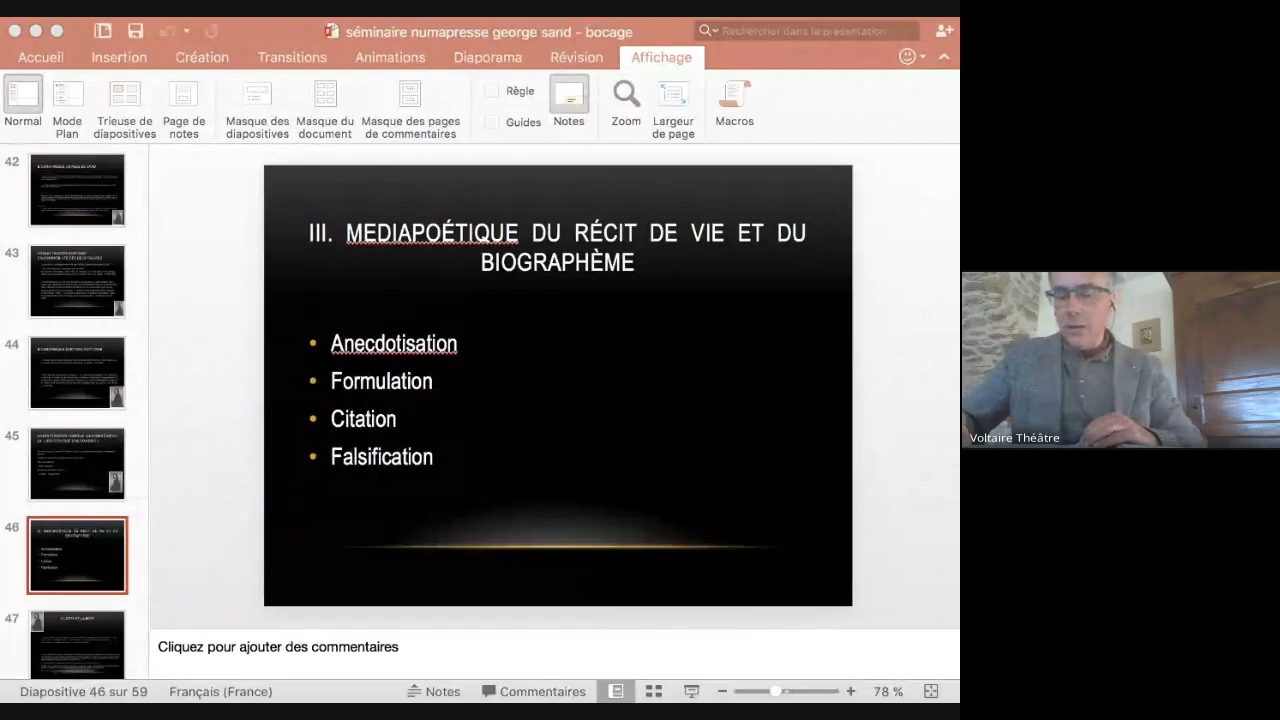 séminaire numapresse george sand - bocage
Rechercher dans la présentation
Accueil
Insertion
Création
Transitions
Animations
Diaporama
Révision
Affichage
Normal
Mode
Plan
Trieuse de
diapositives
Page de
notes
Masque des
diapositives
Masque du
document
Masque des pages
de commentaires
Règle
Guides
Notes
Zoom
Largeur
de page
Macros
42
43
44
45
46
47
III. MEDIAPOÉTIQUE DU RÉCIT DE VIE ET DU
BIOGRAPHÈME
• Anecdotisation
• Formulation
• Citation
• Falsification
Voltaire Théâtre
Cliquez pour ajouter des commentaires
Diapositive 46 sur 59
Français (France)
Notes
Commentaires
78 %